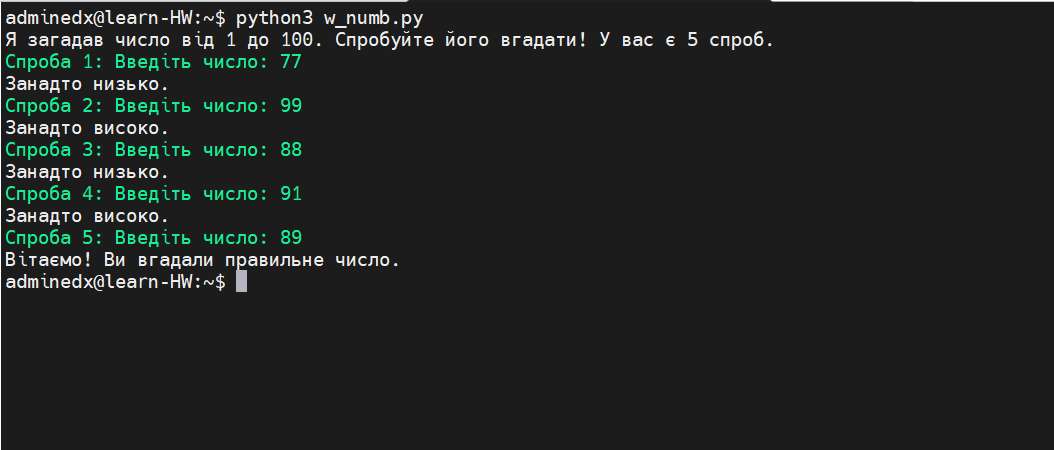 adminedx@learn-HW:~$ python3 w_numb.py
Я загадав число від 1 до 100. Спробуйте його вгадати! У вас є 5 спроб.
Спроба 1: Введіть число: 77
Занадто низько.
Спроба 2: Введіть число: 99
Занадто високо.
Спроба 3: Введіть число: 88
Занадто низько.
Спроба 4: Введіть число: 91
Занадто високо.
Спроба 5: Введіть число: 89
Вітаємо! Ви вгадали правильне число.
adminedx@learn-HW:~$